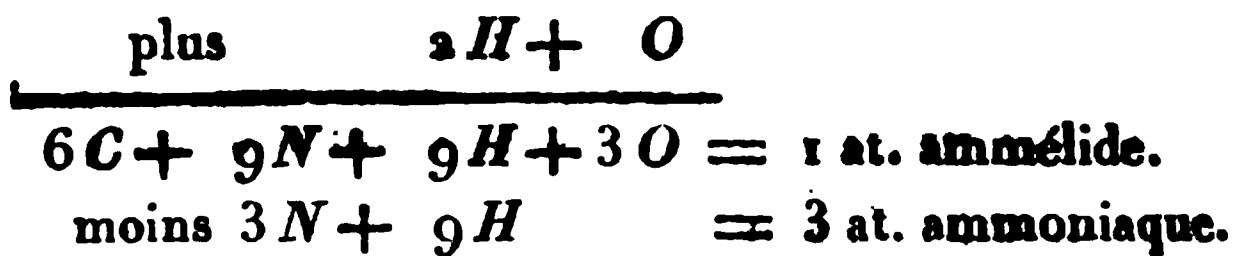 plus 2H+ O
6C+ 9N+ 9H+3O = 1 at. ammélide.
moins 3N+ 9H = 3 at. ammoniaque.